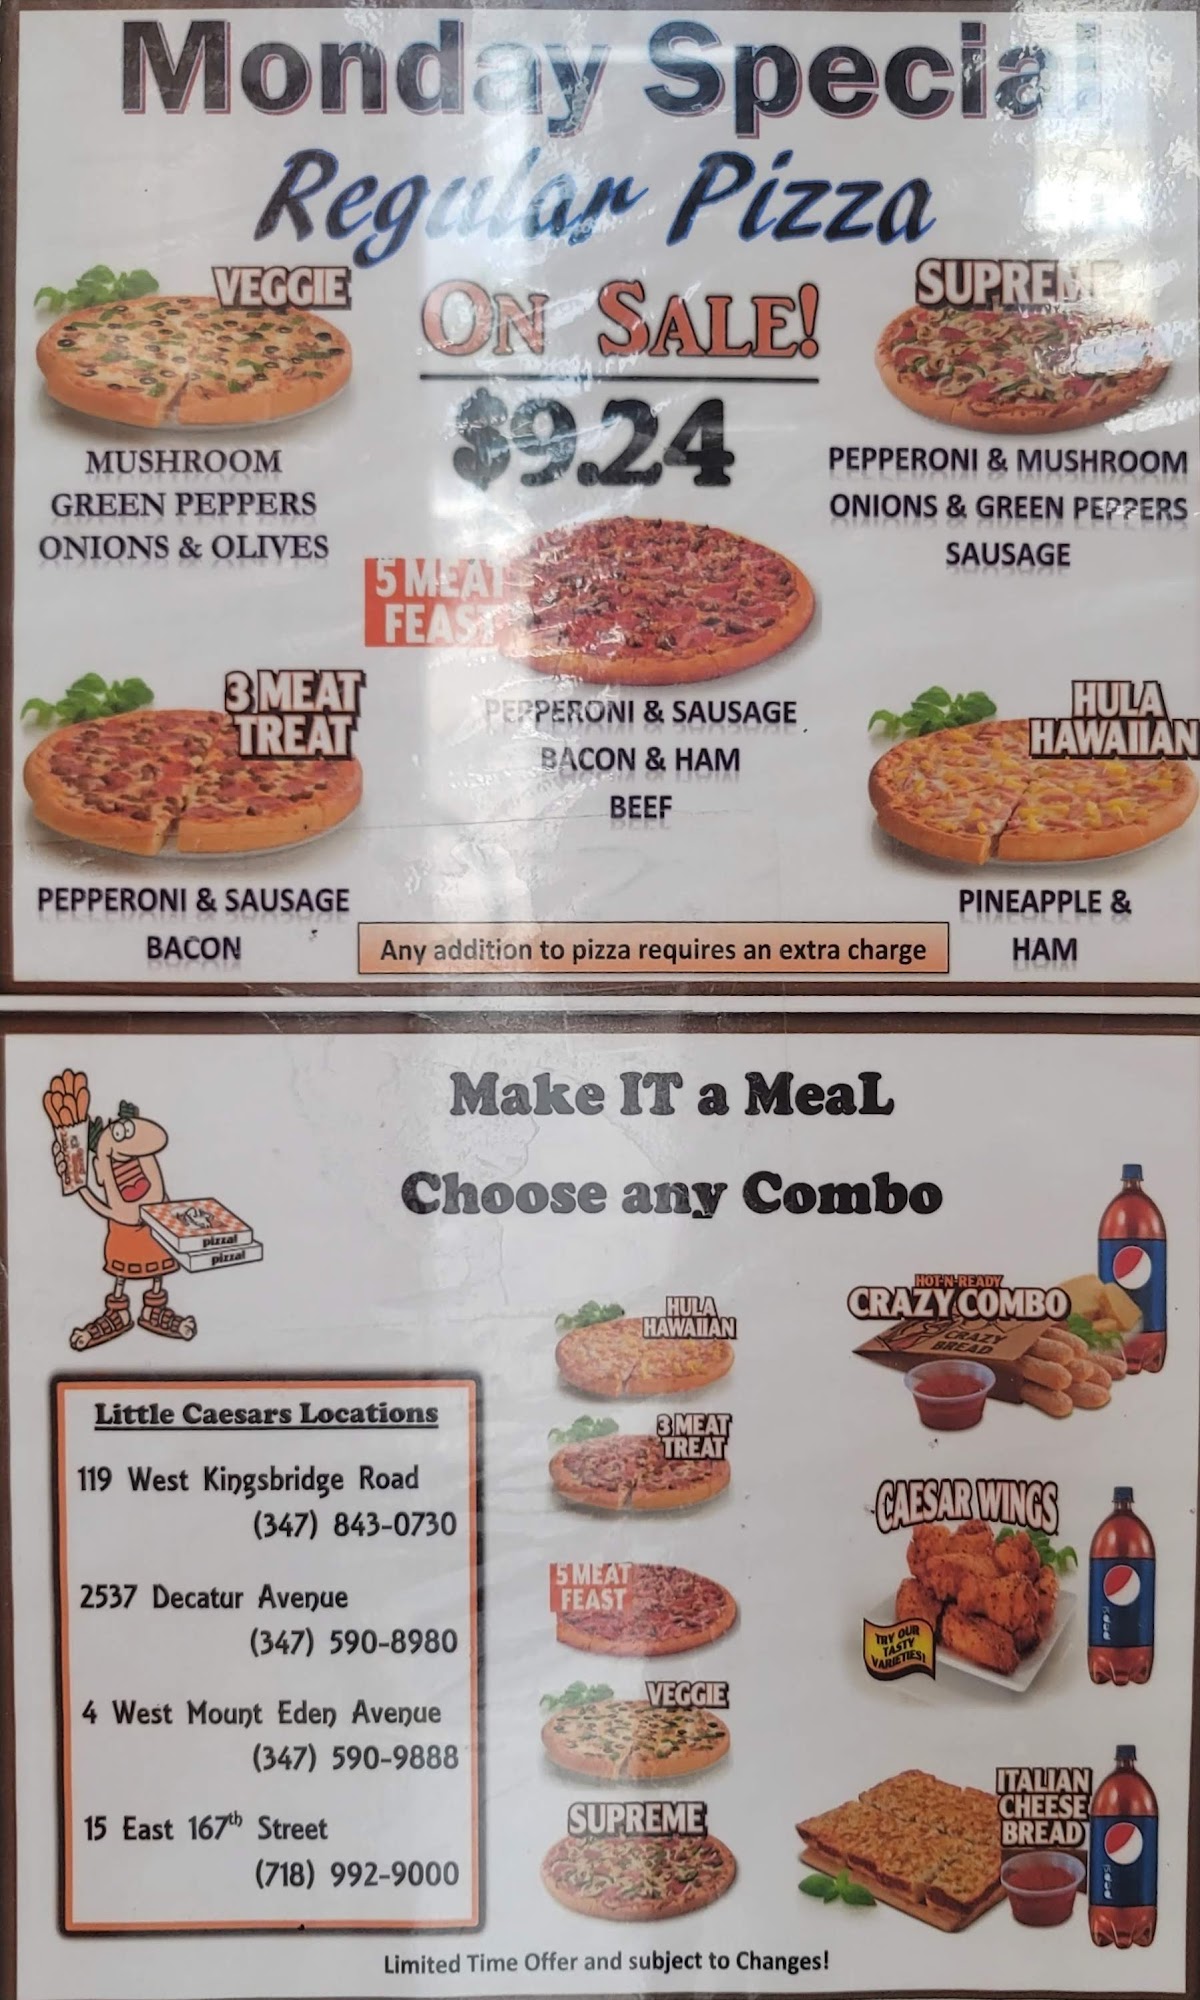 Monday Special
Regular Pizza
VEGGIE
ON SALE!
SUPREME
$9.24
MUSHROOM
GREEN PEPPERS
ONIONS & OLIVES
PEPPERONI & MUSHROOM
ONIONS & GREEN PEPPERS
SAUSAGE
5 MEAT
FEAST
PEPPERONI & SAUSAGE
BACON & HAM
BEEF
3 MEAT
TREAT
PEPPERONI & SAUSAGE
BACON
HULA
HAWAIIAN
PINEAPPLE &
HAM
Any addition to pizza requires an extra charge
Make IT a MeaL
Choose any Combo
pizza!
pizza!
Little Caesars Locations
119 West Kingsbridge Road
(347) 843-0730
2537 Decatur Avenue
(347) 590-8980
4 West Mount Eden Avenue
(347) 590-9888
15 East 167th Street
(718) 992-9000
HULA
HAWAIIAN
3 MEAT
TREAT
5 MEAT
FEAST
VEGGIE
SUPREME
HOT-N-READY
CRAZY COMBO
CRAZY
BREAD
CAESAR WINGS
TRY OUR
TASTY
VARIETIES!
pepsi
ITALIAN
CHEESE
BREAD
pepsi
Limited Time Offer and subject to Changes!